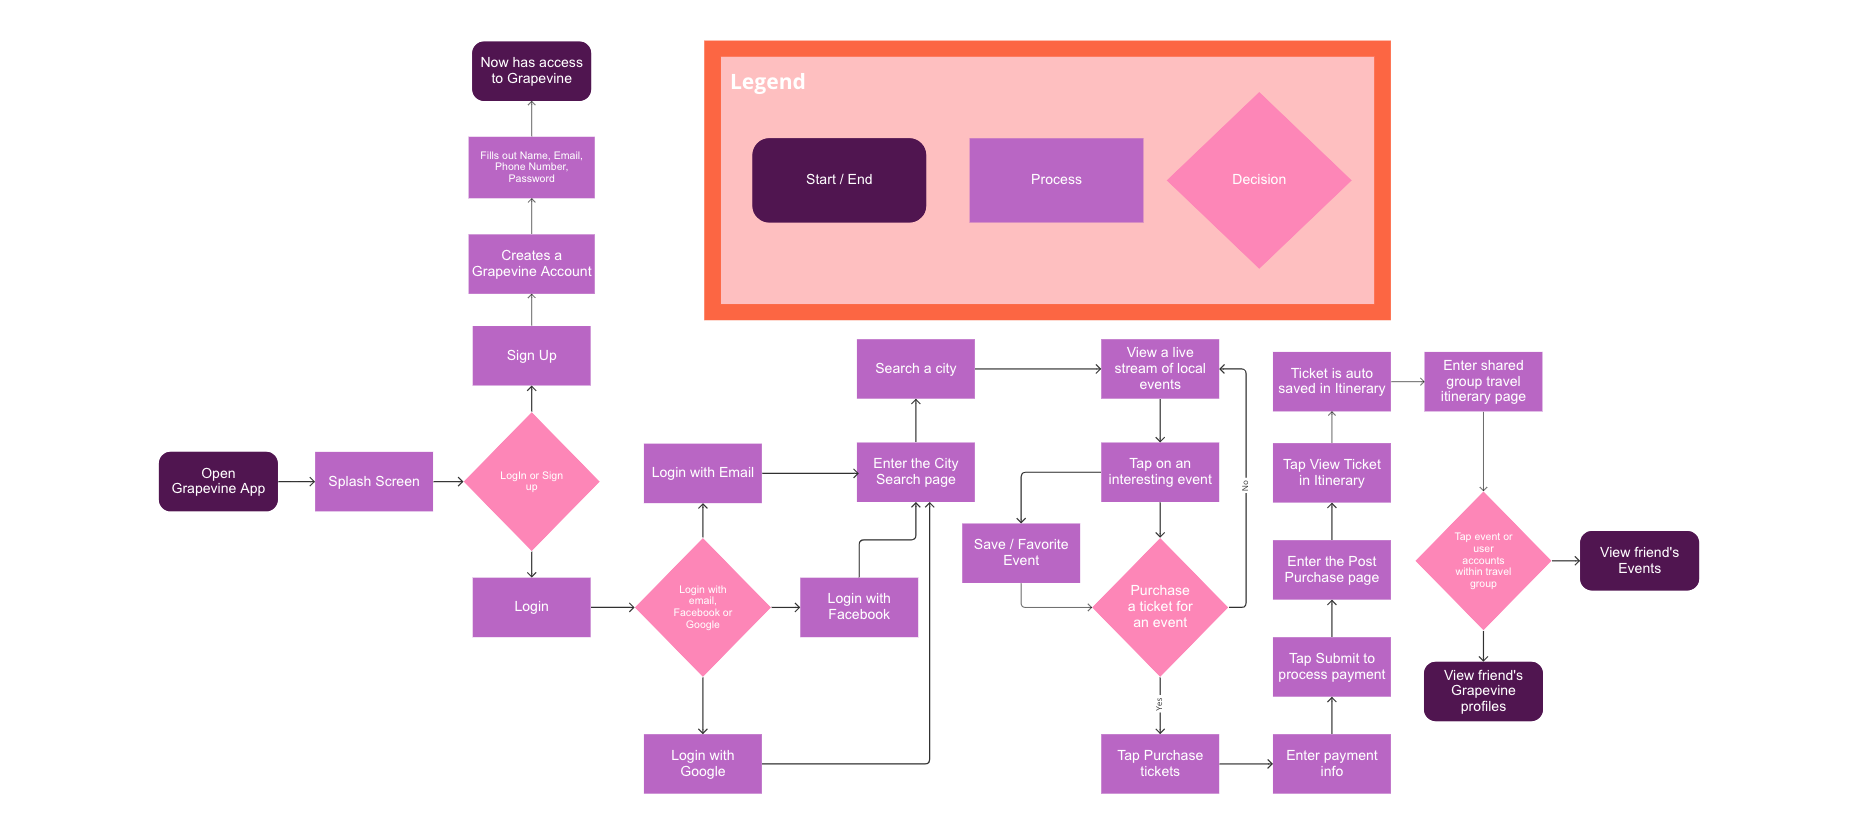 Now has access
to Grapevine
Fills out Name, Email,
Phone Number,
Password
Creates a
Grapevine Account
Sign Up
Legend
Start / End
Process
Decision
Open
Grapevine App
Splash Screen
LogIn or Sign
up
Login
Login with Email
Login with
email,
Facebook or
Google
Login with
Facebook
Login with
Google
Search a city
Enter the City
Search page
View a live
stream of local
events
Tap on an
interesting event
Save / Favorite
Event
Purchase
a ticket for
an event
No
Yes
Tap Purchase
tickets
Enter payment
info
Tap Submit to
process payment
Enter the Post
Purchase page
Tap View Ticket
in Itinerary
Ticket is auto
saved in Itinerary
Enter shared
group travel
itinerary page
Tap event or
user
accounts
within travel
group
View friend's
Events
View friend's
Grapevine
profiles